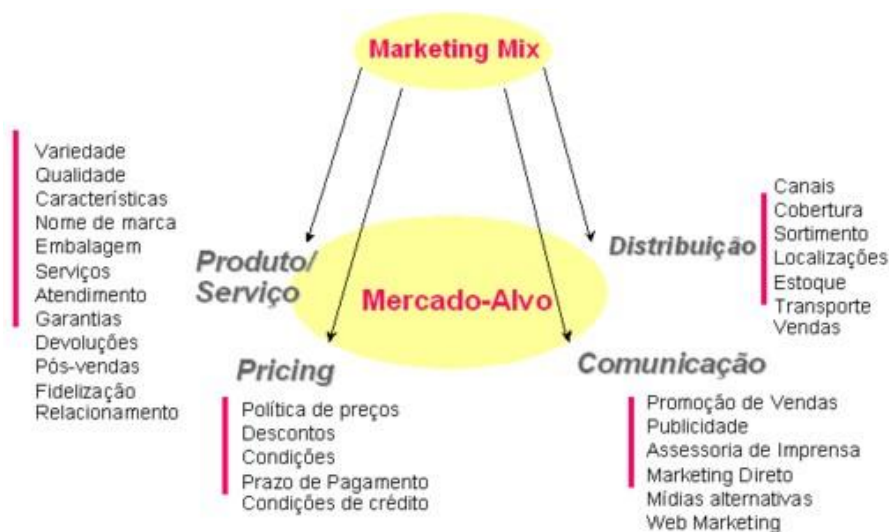 Marketing Mix
Variedade
Qualidade
Características
Nome de marca
Embalagem
Serviços
Atendimento
Garantias
Devoluções
Pós-vendas
Fidelização
Relacionamento
Produto/
Serviço
Mercado-Alvo
Distribuição
Canais
Cobertura
Sortimento
Localizações
Estoque
Transporte
Vendas
Pricing
Política de preços
Descontos
Condições
Prazo de Pagamento
Condições de crédito
Comunicação
Promoção de Vendas
Publicidade
Assessoria de Imprensa
Marketing Direto
Mídias alternativas
Web Marketing